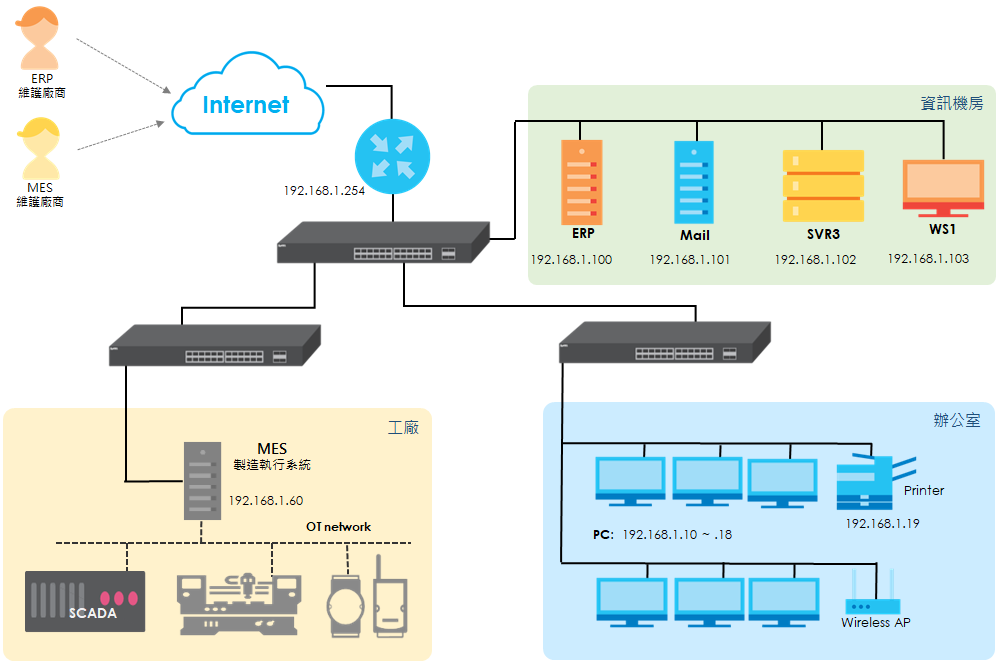 ERP
維護廠商
MES
維護廠商
Internet
192.168.1.254
資訊機房
ERP
192.168.1.100
Mail
192.168.1.101
SVR3
192.168.1.102
WS1
192.168.1.103
工廠
MES
製造執行系統
192.168.1.60
OT network
SCADA
辦公室
Printer
192.168.1.19
PC: 192.168.1.10 ~ .18
Wireless AP